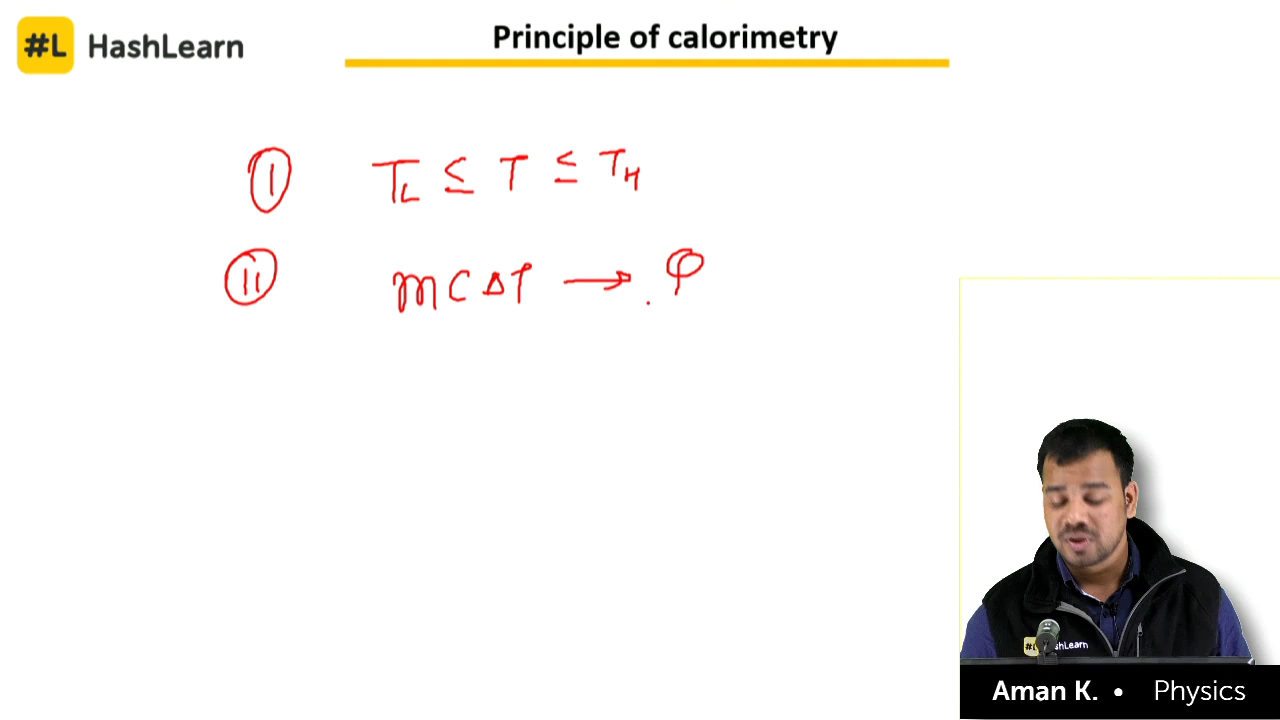 #L HashLearn
Principle of calorimetry
I T_L ≤ T ≤ T_H
II mCΔT → Q
#L HashLearn
Aman K. • Physics